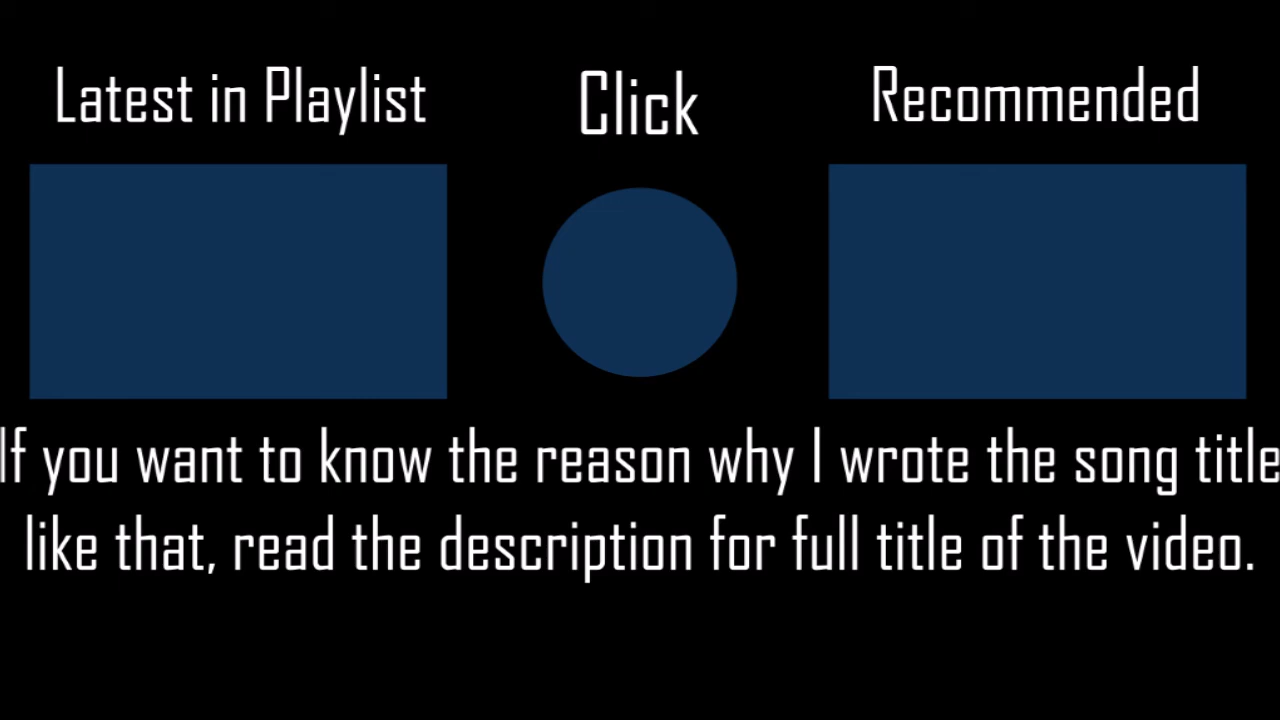 Latest in Playlist
Click
Recommended
If you want to know the reason why I wrote the song title
like that, read the description for full title of the video.